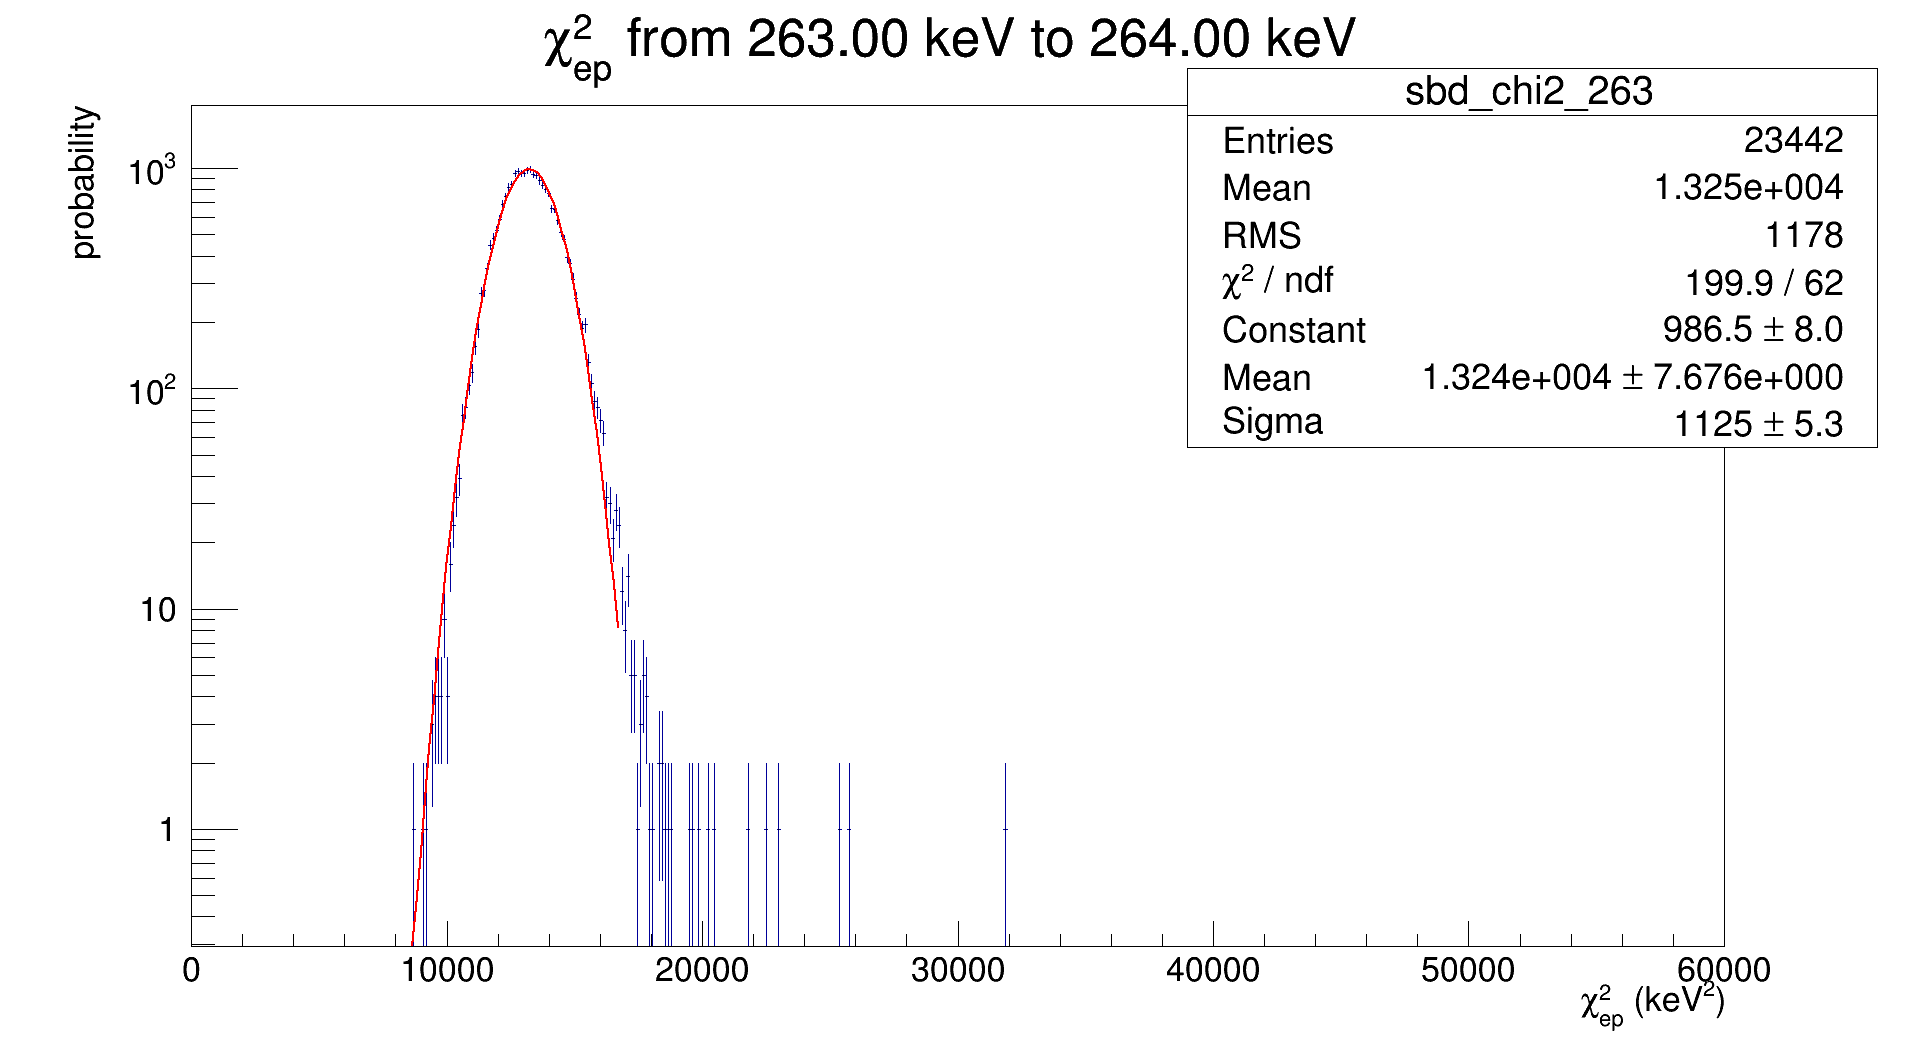 χ²ep from 263.00 keV to 264.00 keV
sbd_chi2_263
Entries 23442
Mean 1.325e+004
RMS 1178
χ² / ndf 199.9 / 62
Constant 986.5 ± 8.0
Mean 1.324e+004 ± 7.676e+000
Sigma 1125 ± 5.3
probability
10³
10²
10
1
0 10000 20000 30000 40000 50000 60000
χ²ep (keV²)